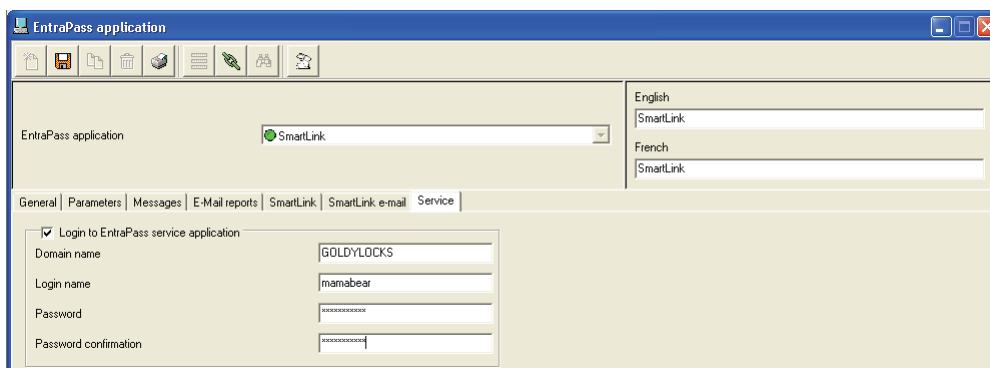 EntraPass application
English
SmartLink
EntraPass application
SmartLink
French
SmartLink
General Parameters Messages E-Mail reports SmartLink SmartLink e-mail Service
Login to EntraPass service application
Domain name GOLDYLOCKS
Login name mamabear
Password ***********
Password confirmation ***********